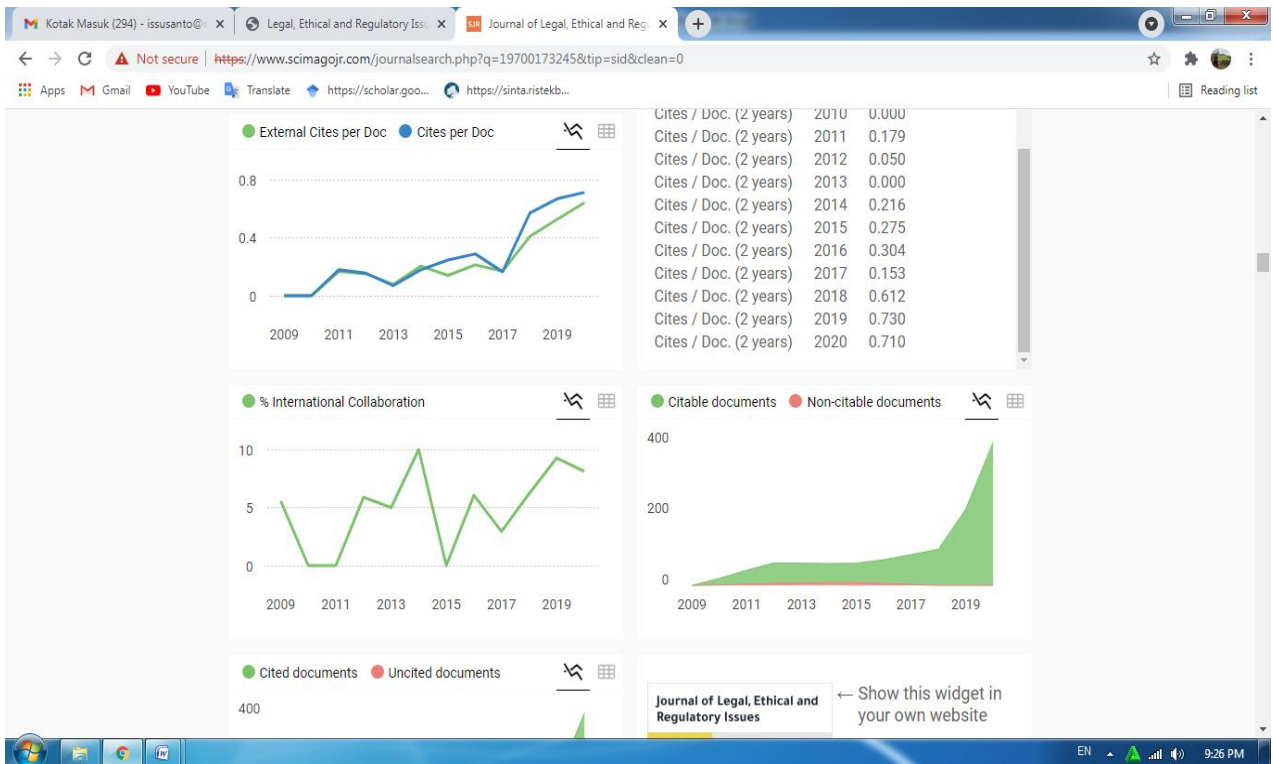 Kotak Masuk (294) - issusanto@
Legal, Ethical and Regulatory Iss
SJR Journal of Legal, Ethical and Reg
Not secure | https://www.scimagojr.com/journalsearch.php?q=19700173245&tip=sid&clean=0
Apps Gmail YouTube Translate https://scholar.goo... https://sinta.ristekb... Reading list
External Cites per Doc Cites per Doc
0.8
0.4
0
2009 2011 2013 2015 2017 2019
Cites / Doc. (2 years) 2010 0.000
Cites / Doc. (2 years) 2011 0.179
Cites / Doc. (2 years) 2012 0.050
Cites / Doc. (2 years) 2013 0.000
Cites / Doc. (2 years) 2014 0.216
Cites / Doc. (2 years) 2015 0.275
Cites / Doc. (2 years) 2016 0.304
Cites / Doc. (2 years) 2017 0.153
Cites / Doc. (2 years) 2018 0.612
Cites / Doc. (2 years) 2019 0.730
Cites / Doc. (2 years) 2020 0.710
% International Collaboration
10
5
0
2009 2011 2013 2015 2017 2019
Citable documents Non-citable documents
400
200
0
2009 2011 2013 2015 2017 2019
Cited documents Uncited documents
400
Journal of Legal, Ethical and
Regulatory Issues
← Show this widget in
your own website
EN 9:26 PM